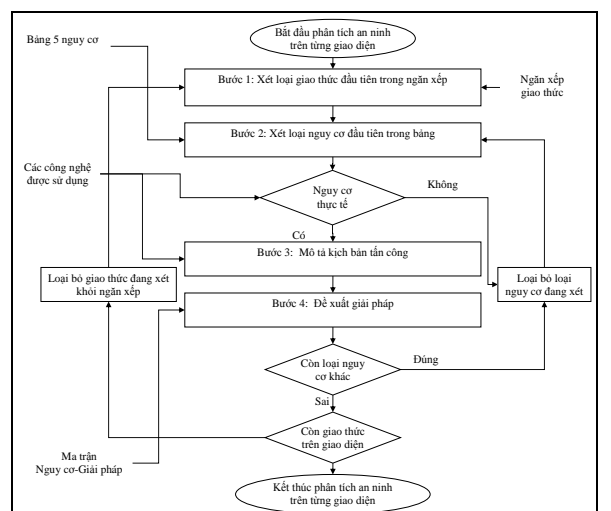 Bắt đầu phân tích an ninh
trên từng giao diện
Bảng 5 nguy cơ
Bước 1: Xét loại giao thức đầu tiên trong ngăn xếp
Ngăn xếp
giao thức
Bước 2: Xét loại nguy cơ đầu tiên trong bảng
Các công nghệ
được sử dụng
Nguy cơ
thực tế
Không
Có
Bước 3: Mô tả kịch bản tấn công
Loại bỏ giao thức đang xét
khỏi ngăn xếp
Loại bỏ loại
nguy cơ đang xét
Bước 4: Đề xuất giải pháp
Còn loại nguy
cơ khác
Đúng
Sai
Còn giao thức
trên giao diện
Ma trận
Nguy cơ-Giải pháp
Kết thúc phân tích an ninh
trên từng giao diện